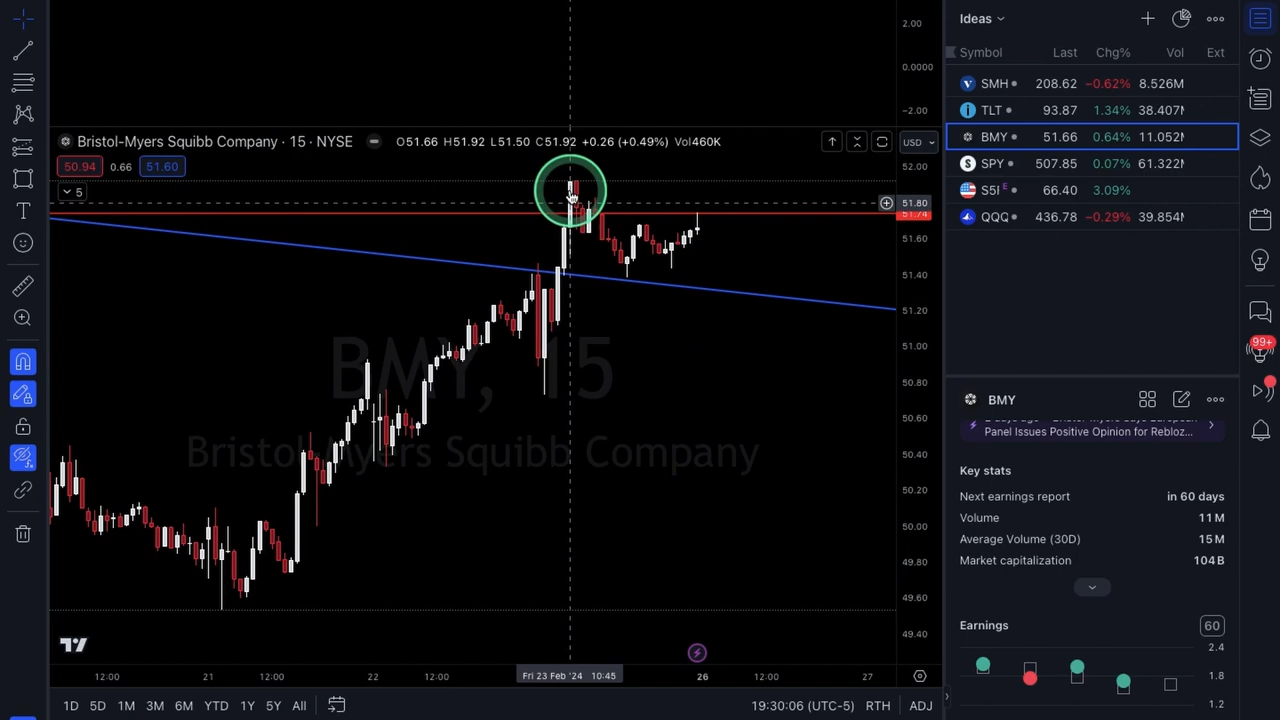 2.00
0.0000
−2.00
Bristol-Myers Squibb Company · 15 · NYSE
O51.66 H51.92 L51.50 C51.92 +0.26 (+0.49%) Vol460K
USD
50.94 0.66 51.60
5
52.00
51.80
51.74
51.60
51.40
51.20
51.00
50.80
50.60
50.40
50.20
50.00
49.80
49.60
49.40
BMY, 15
Bristol-Myers Squibb Company
12:00 21 12:00 22 12:00 Fri 23 Feb '24 10:45 26 12:00 27
1D 5D 1M 3M 6M YTD 1Y 5Y All
19:30:06 (UTC-5) RTH ADJ
Ideas
Symbol Last Chg% Vol Ext
SMH 208.62 −0.62% 8.526M
TLT 93.87 1.34% 38.407M
BMY 51.66 0.64% 11.052M
SPY 507.85 0.07% 61.322M
S5I E 66.40 3.09%
QQQ 436.78 −0.29% 39.854M
99+
BMY
Panel Issues Positive Opinion for Rebloz...
Key stats
Next earnings report in 60 days
Volume 11M
Average Volume (30D) 15M
Market capitalization 104B
Earnings 60
2.4
1.8
1.2